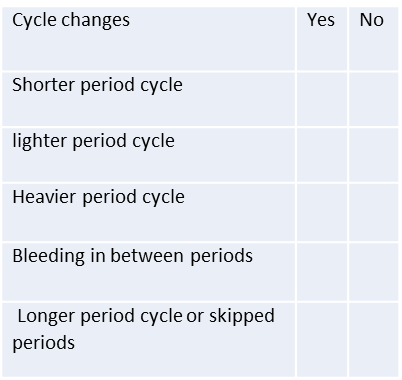 Cycle changes Yes No
Shorter period cycle
lighter period cycle
Heavier period cycle
Bleeding in between periods
Longer period cycle or skipped
periods